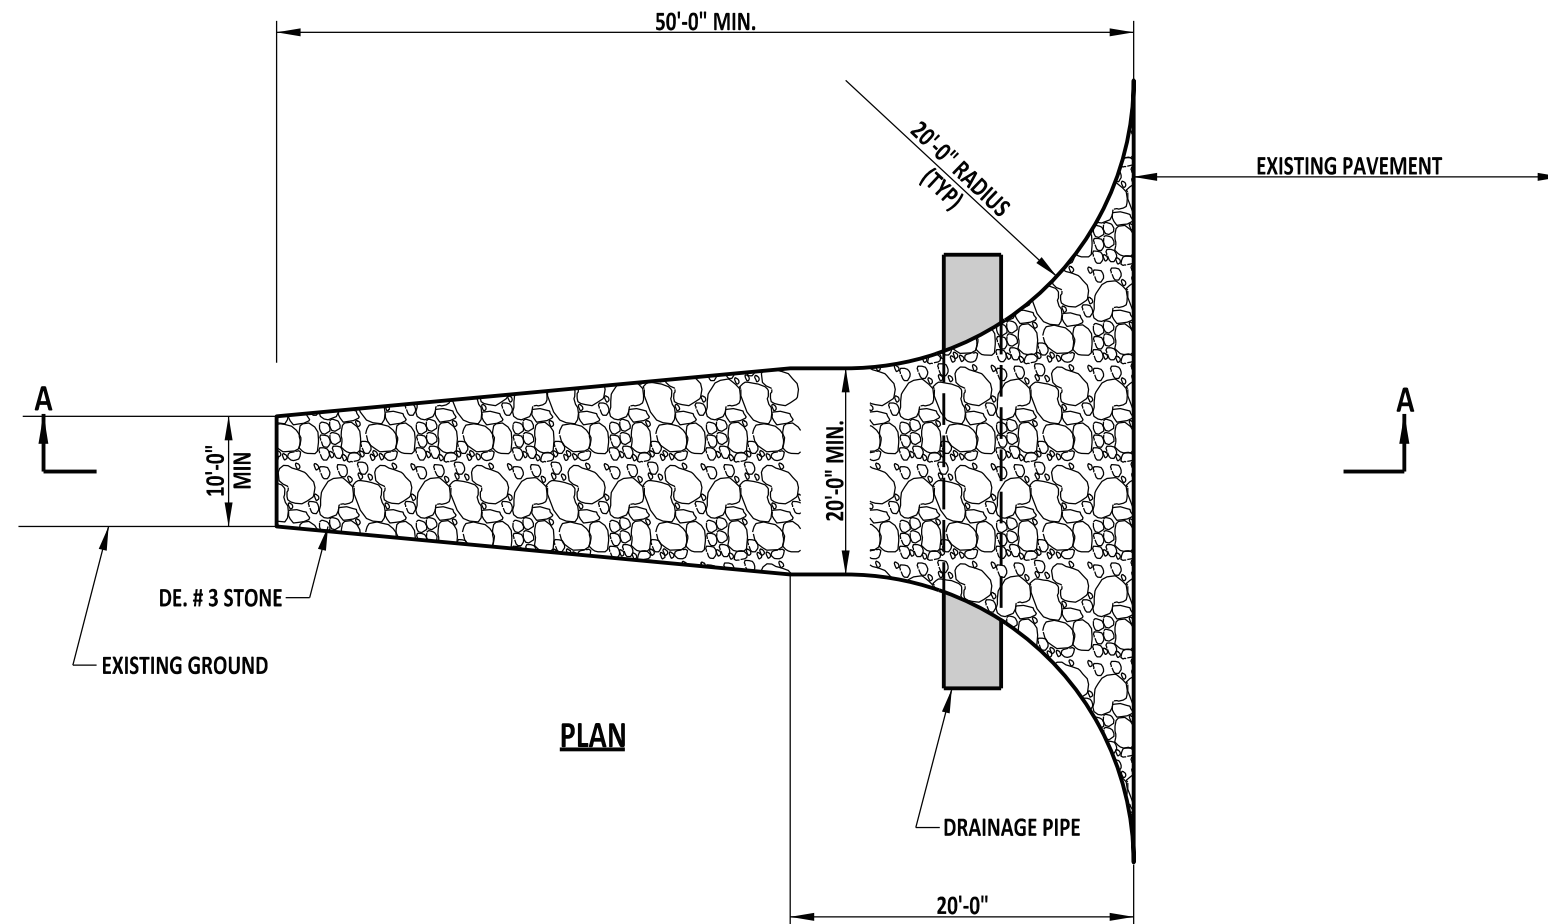 50'-0" MIN.
20'-0" RADIUS
(TYP)
EXISTING PAVEMENT
A
A
10'-0"
MIN
20'-0" MIN.
DE. # 3 STONE
EXISTING GROUND
PLAN
DRAINAGE PIPE
20'-0"